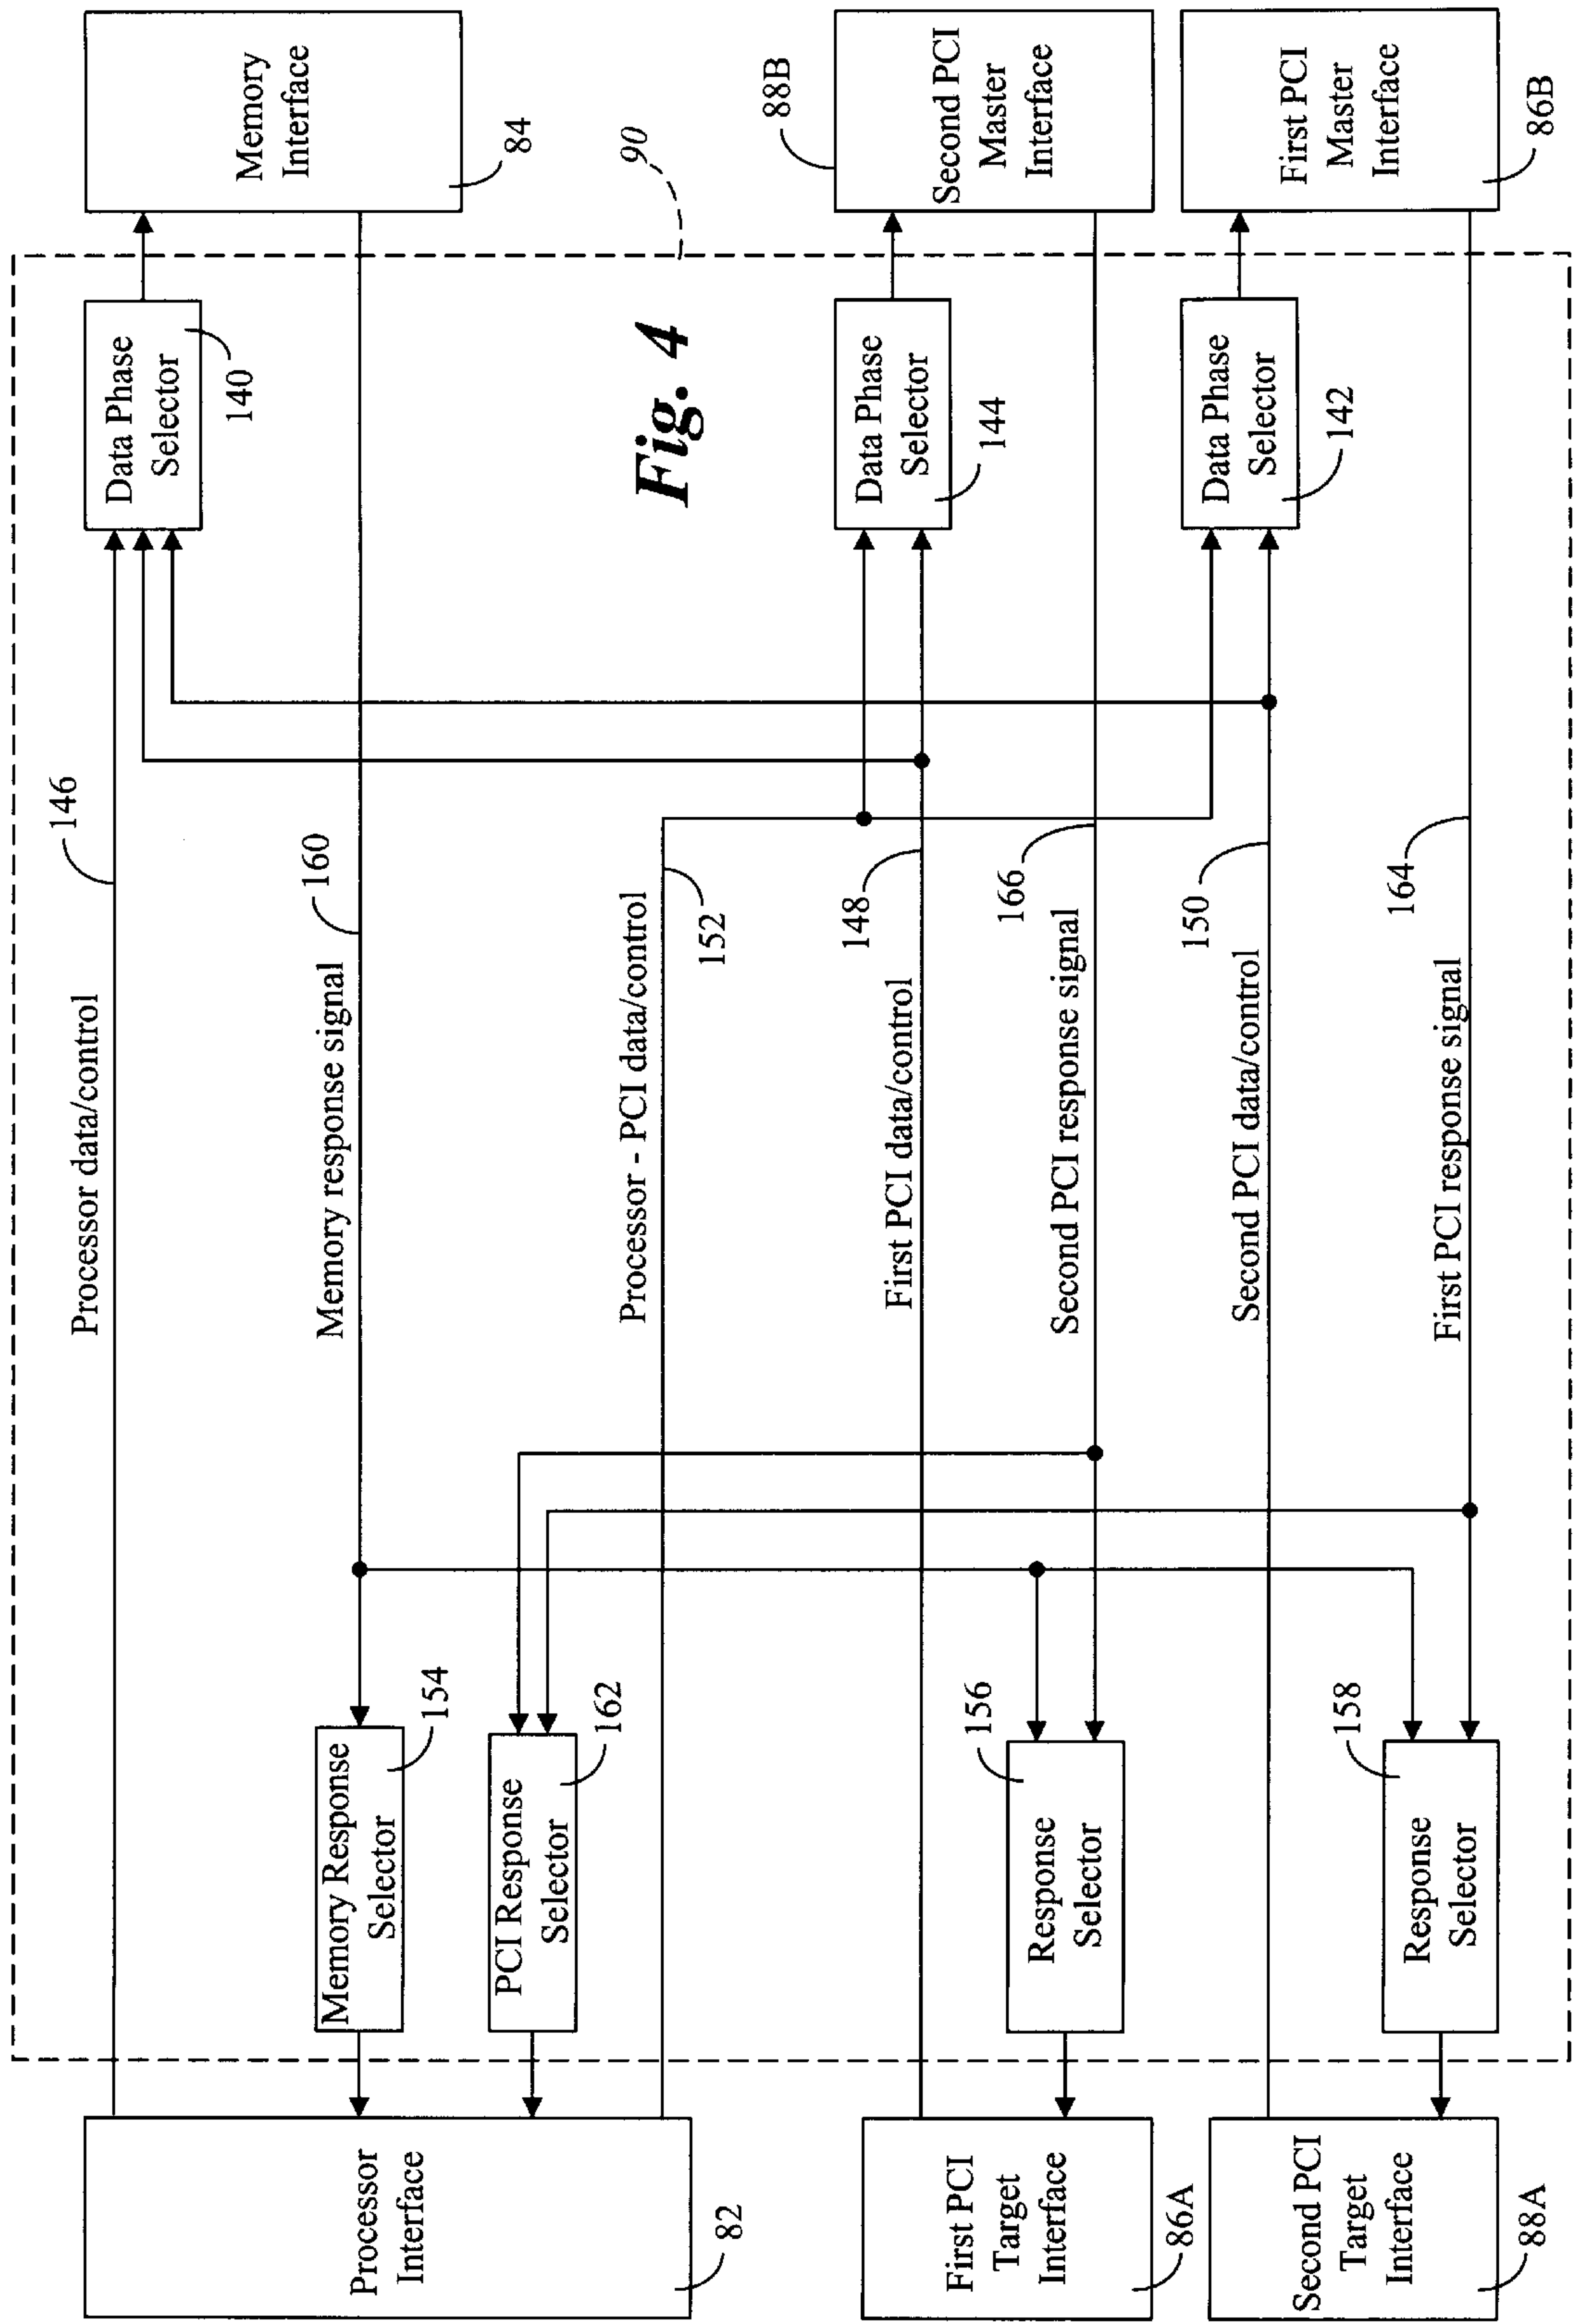 Processor
Interface
82
First PCI
Target
Interface
86A
Second PCI
Target
Interface
88A
Memory Response
Selector
154
PCI Response
Selector
162
Response
Selector
156
Response
Selector
158
Processor data/control
146
Memory response signal
160
Processor - PCI data/control
152
First PCI data/control
148
Second PCI response signal
166
Second PCI data/control
150
First PCI response signal
164
Data Phase
Selector
140
Fig. 4
Data Phase
Selector
144
Data Phase
Selector
142
90
Memory
Interface
84
Second PCI
Master
Interface
88B
First PCI
Master
Interface
86B